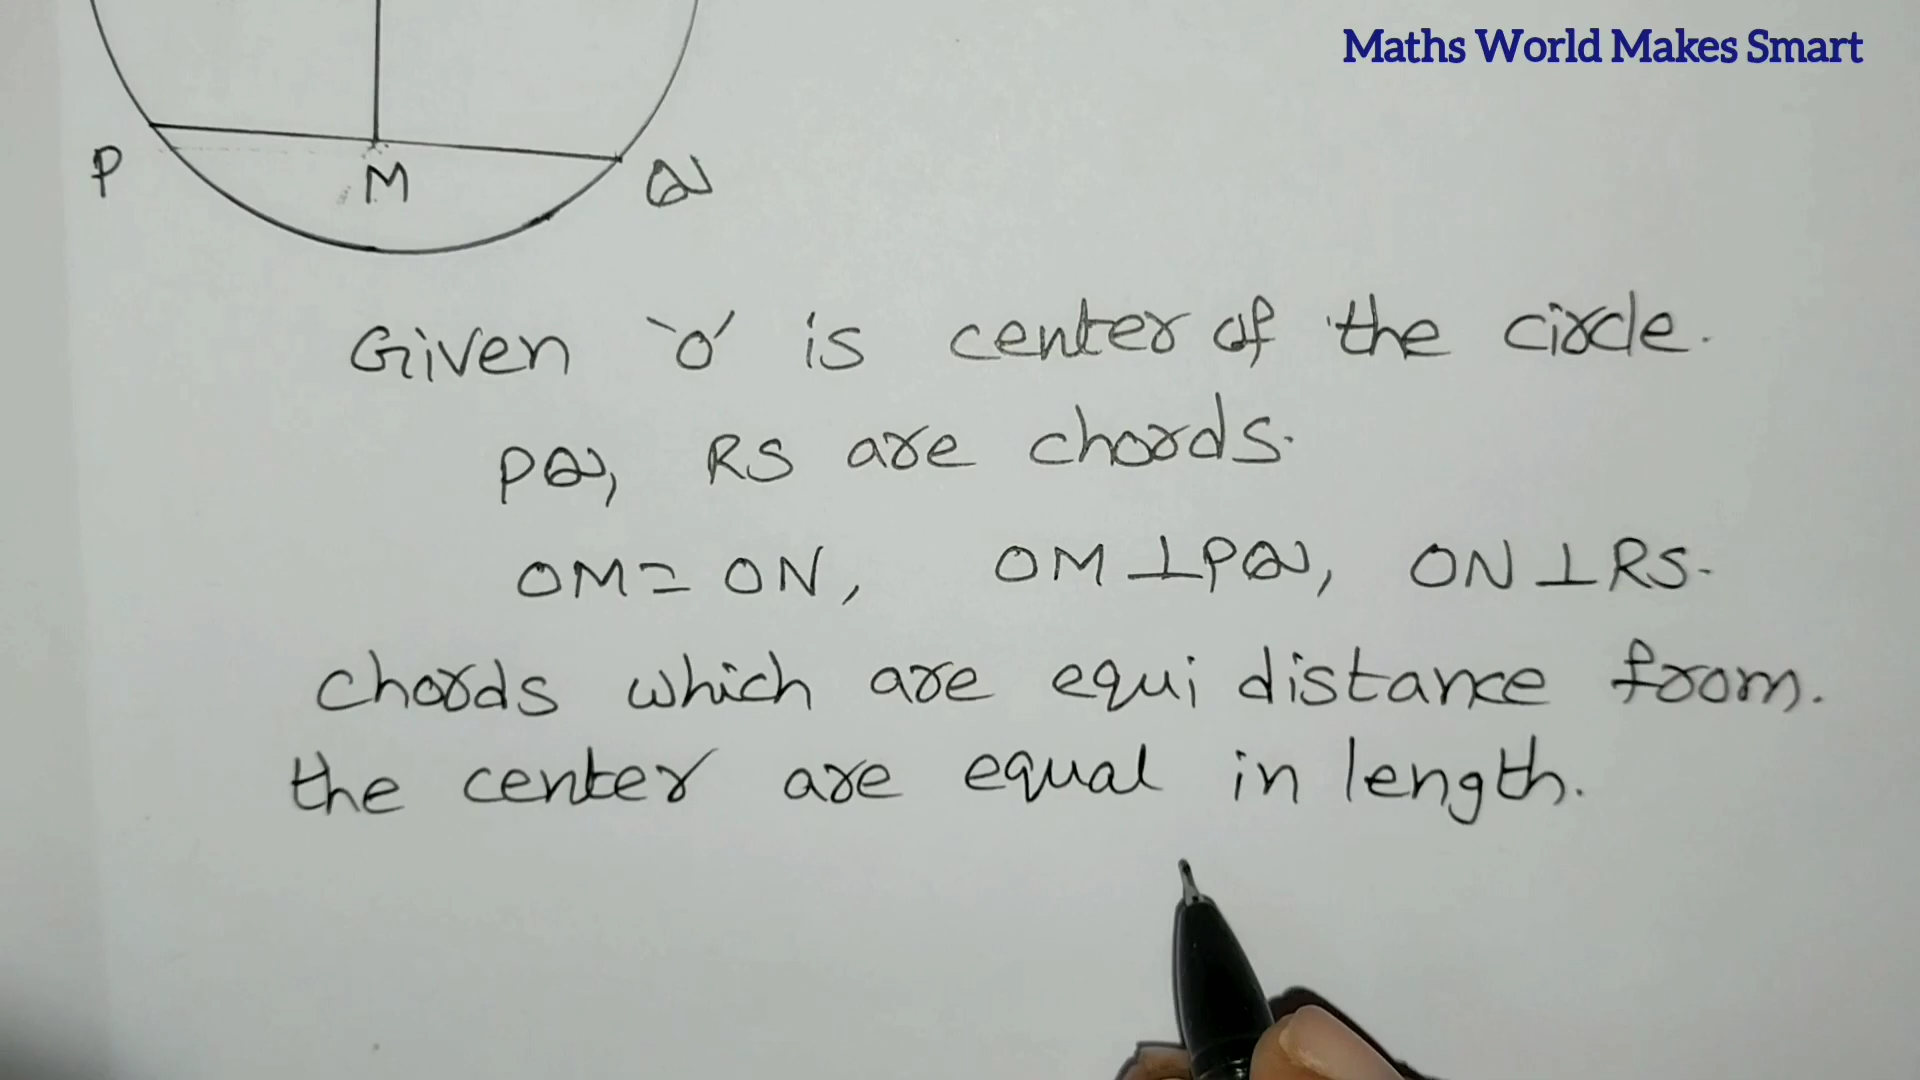 Maths World Makes Smart
P
M
Q
Given 'O' is center of the circle.
PQ, RS are chords.
OM = ON, OM ⊥ PQ, ON ⊥ RS.
chords which are equi distance from.
the center are equal in length.